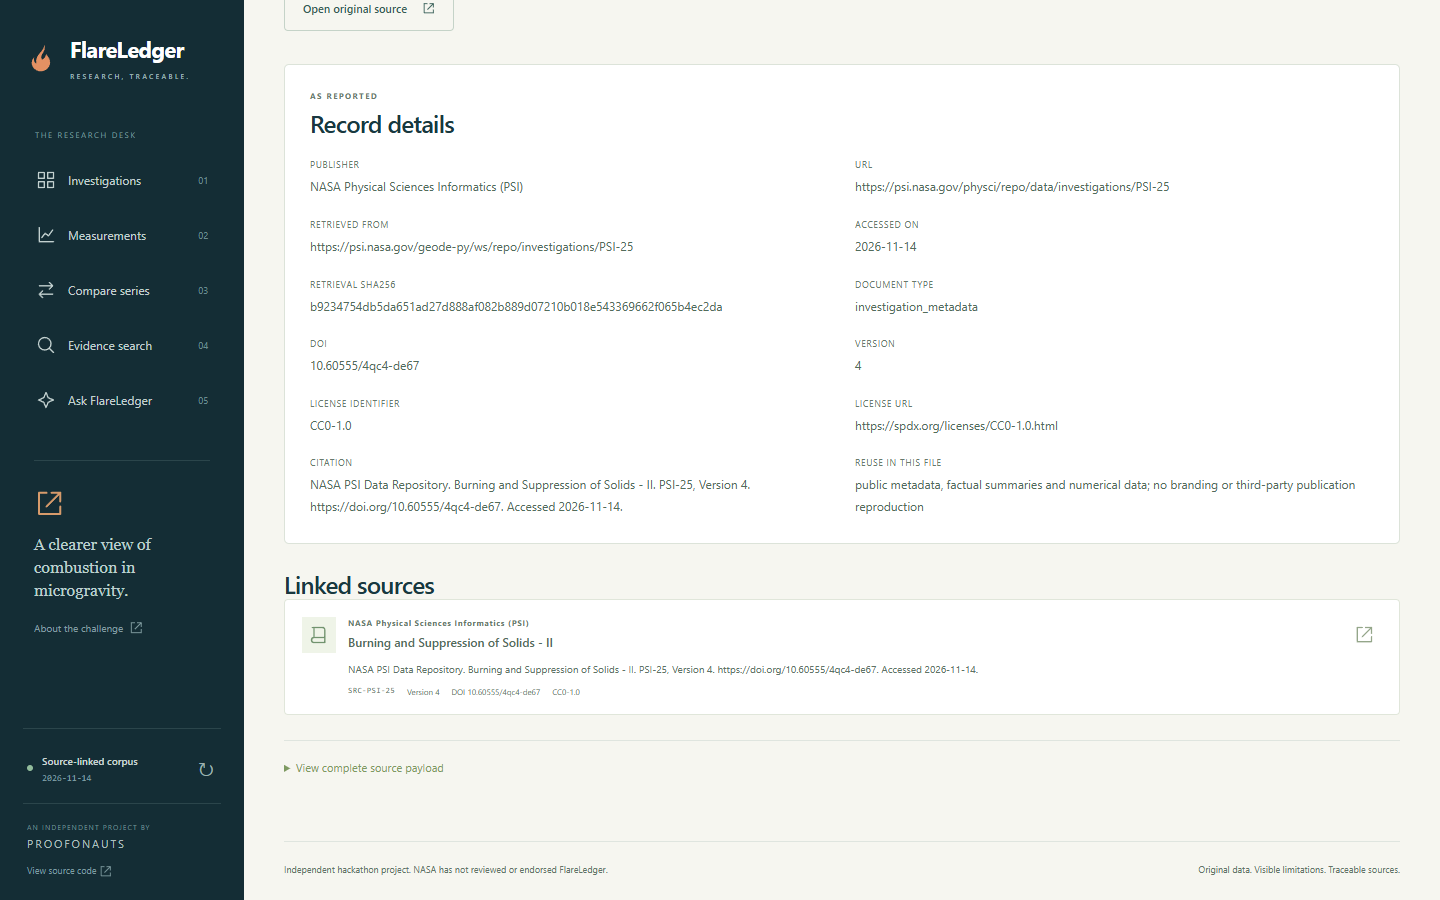 FlareLedger
RESEARCH, TRACEABLE.
THE RESEARCH DESK
Investigations 01
Measurements 02
Compare series 03
Evidence search 04
Ask FlareLedger 05
A clearer view of
combustion in
microgravity.
About the challenge
Source-linked corpus
2026-11-14
AN INDEPENDENT PROJECT BY
PROOFONAUTS
View source code
Open original source
AS REPORTED
Record details
PUBLISHER
NASA Physical Sciences Informatics (PSI)
URL
https://psi.nasa.gov/physci/repo/data/investigations/PSI-25
RETRIEVED FROM
https://psi.nasa.gov/geode-py/ws/repo/investigations/PSI-25
ACCESSED ON
2026-11-14
RETRIEVAL SHA256
b9234754db5da651ad27d888af082b889d07210b018e543369662f065b4ec2da
DOCUMENT TYPE
investigation_metadata
DOI
10.60555/4qc4-de67
VERSION
4
LICENSE IDENTIFIER
CC0-1.0
LICENSE URL
https://spdx.org/licenses/CC0-1.0.html
CITATION
NASA PSI Data Repository. Burning and Suppression of Solids - II. PSI-25, Version 4.
https://doi.org/10.60555/4qc4-de67. Accessed 2026-11-14.
REUSE IN THIS FILE
public metadata, factual summaries and numerical data; no branding or third-party publication
reproduction
Linked sources
NASA Physical Sciences Informatics (PSI)
Burning and Suppression of Solids - II
NASA PSI Data Repository. Burning and Suppression of Solids - II. PSI-25, Version 4. https://doi.org/10.60555/4qc4-de67. Accessed 2026-11-14.
SRC-PSI-25 Version 4 DOI 10.60555/4qc4-de67 CC0-1.0
View complete source payload
Independent hackathon project. NASA has not reviewed or endorsed FlareLedger.
Original data. Visible limitations. Traceable sources.